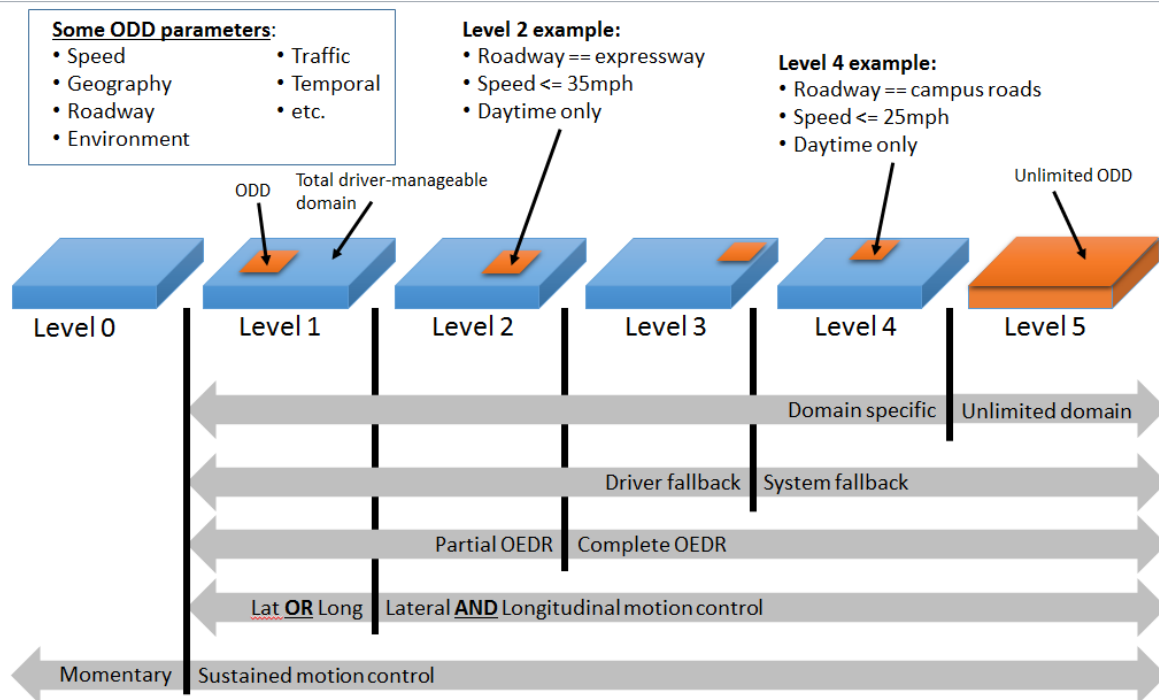 Some ODD parameters:
• Speed
• Geography
• Roadway
• Environment
• Traffic
• Temporal
• etc.
Level 2 example:
• Roadway == expressway
• Speed <= 35mph
• Daytime only
Level 4 example:
• Roadway == campus roads
• Speed <= 25mph
• Daytime only
ODD
Total driver-manageable
domain
Unlimited ODD
Level 0
Level 1
Level 2
Level 3
Level 4
Level 5
Domain specific
Unlimited domain
Driver fallback
System fallback
Partial OEDR
Complete OEDR
Lat OR Long
Lateral AND Longitudinal motion control
Momentary
Sustained motion control